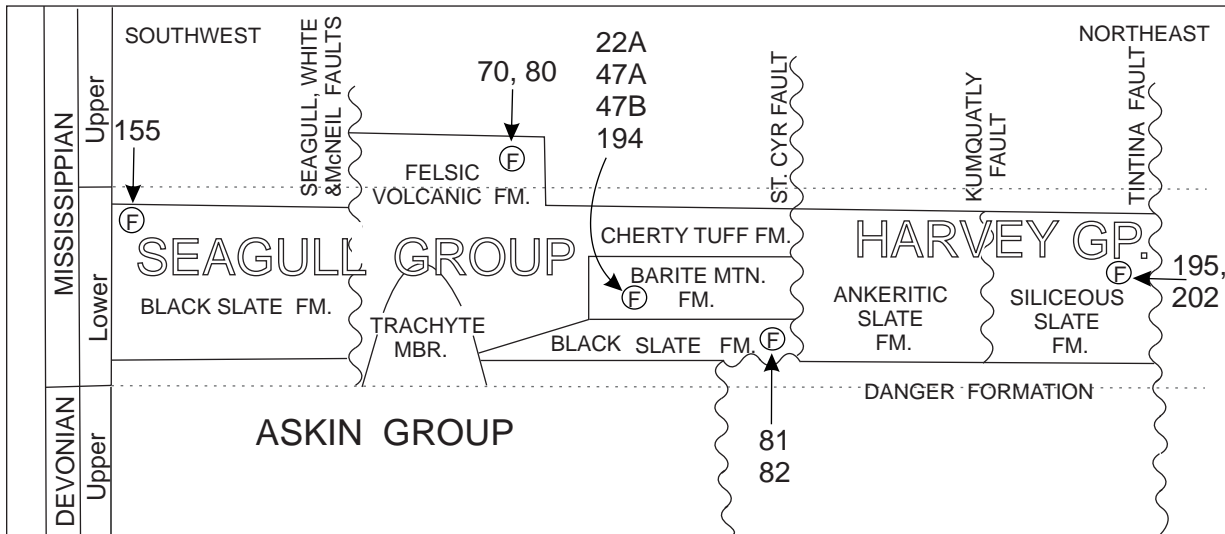 SOUTHWEST
NORTHEAST
MISSISSIPPIAN
Upper
Lower
DEVONIAN
Upper
SEAGULL, WHITE
&McNEIL FAULTS
ST. CYR FAULT
KUMQUATLY
FAULT
TINTINA FAULT
155
F
70, 80
F
22A
47A
47B
194
FELSIC
VOLCANIC FM.
SEAGULL GROUP
HARVEY GP.
CHERTY TUFF FM.
BARITE MTN.
FM.
F
BLACK SLATE FM.
TRACHYTE
MBR.
BLACK SLATE FM.
F
81
82
ANKERITIC
SLATE
FM.
SILICEOUS
SLATE
FM.
F
195,
202
DANGER FORMATION
ASKIN GROUP